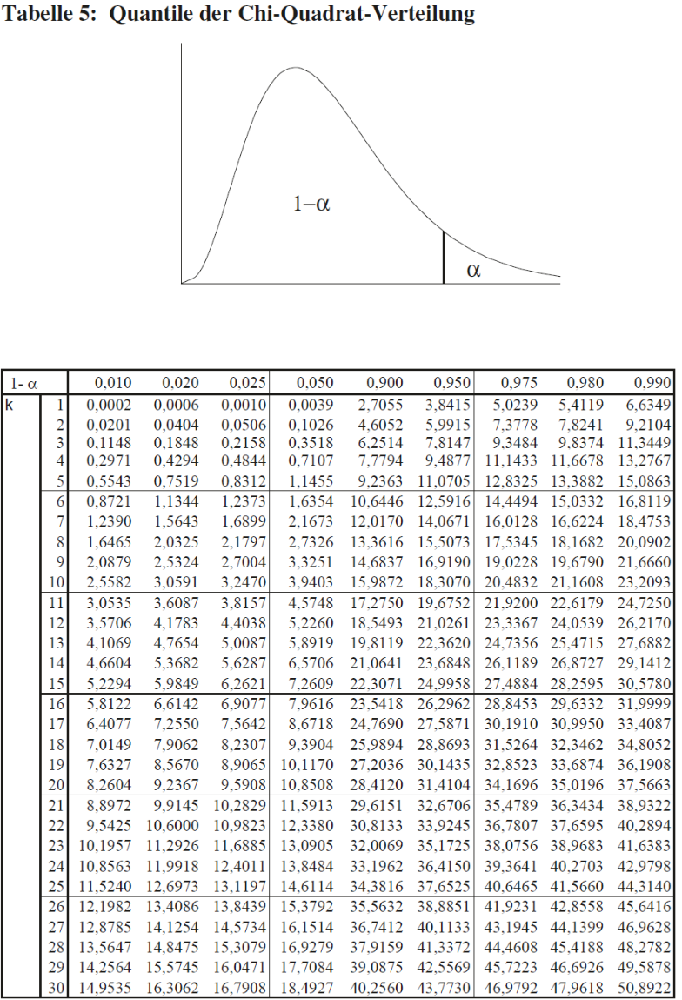 Tabelle 5: Quantile der Chi-Quadrat-Verteilung
1−α
α
1- α 0,010 0,020 0,025 0,050 0,900 0,950 0,975 0,980 0,990
k 1 0,0002 0,0006 0,0010 0,0039 2,7055 3,8415 5,0239 5,4119 6,6349
2 0,0201 0,0404 0,0506 0,1026 4,6052 5,9915 7,3778 7,8241 9,2104
3 0,1148 0,1848 0,2158 0,3518 6,2514 7,8147 9,3484 9,8374 11,3449
4 0,2971 0,4294 0,4844 0,7107 7,7794 9,4877 11,1433 11,6678 13,2767
5 0,5543 0,7519 0,8312 1,1455 9,2363 11,0705 12,8325 13,3882 15,0863
6 0,8721 1,1344 1,2373 1,6354 10,6446 12,5916 14,4494 15,0332 16,8119
7 1,2390 1,5643 1,6899 2,1673 12,0170 14,0671 16,0128 16,6224 18,4753
8 1,6465 2,0325 2,1797 2,7326 13,3616 15,5073 17,5345 18,1682 20,0902
9 2,0879 2,5324 2,7004 3,3251 14,6837 16,9190 19,0228 19,6790 21,6660
10 2,5582 3,0591 3,2470 3,9403 15,9872 18,3070 20,4832 21,1608 23,2093
11 3,0535 3,6087 3,8157 4,5748 17,2750 19,6752 21,9200 22,6179 24,7250
12 3,5706 4,1783 4,4038 5,2260 18,5493 21,0261 23,3367 24,0539 26,2170
13 4,1069 4,7654 5,0087 5,8919 19,8119 22,3620 24,7356 25,4715 27,6882
14 4,6604 5,3682 5,6287 6,5706 21,0641 23,6848 26,1189 26,8727 29,1412
15 5,2294 5,9849 6,2621 7,2609 22,3071 24,9958 27,4884 28,2595 30,5780
16 5,8122 6,6142 6,9077 7,9616 23,5418 26,2962 28,8453 29,6332 31,9999
17 6,4077 7,2550 7,5642 8,6718 24,7690 27,5871 30,1910 30,9950 33,4087
18 7,0149 7,9062 8,2307 9,3904 25,9894 28,8693 31,5264 32,3462 34,8052
19 7,6327 8,5670 8,9065 10,1170 27,2036 30,1435 32,8523 33,6874 36,1908
20 8,2604 9,2367 9,5908 10,8508 28,4120 31,4104 34,1696 35,0196 37,5663
21 8,8972 9,9145 10,2829 11,5913 29,6151 32,6706 35,4789 36,3434 38,9322
22 9,5425 10,6000 10,9823 12,3380 30,8133 33,9245 36,7807 37,6595 40,2894
23 10,1957 11,2926 11,6885 13,0905 32,0069 35,1725 38,0756 38,9683 41,6383
24 10,8563 11,9918 12,4011 13,8484 33,1962 36,4150 39,3641 40,2703 42,9798
25 11,5240 12,6973 13,1197 14,6114 34,3816 37,6525 40,6465 41,5660 44,3140
26 12,1982 13,4086 13,8439 15,3792 35,5632 38,8851 41,9231 42,8558 45,6416
27 12,8785 14,1254 14,5734 16,1514 36,7412 40,1133 43,1945 44,1399 46,9628
28 13,5647 14,8475 15,3079 16,9279 37,9159 41,3372 44,4608 45,4188 48,2782
29 14,2564 15,5745 16,0471 17,7084 39,0875 42,5569 45,7223 46,6926 49,5878
30 14,9535 16,3062 16,7908 18,4927 40,2560 43,7730 46,9792 47,9618 50,8922